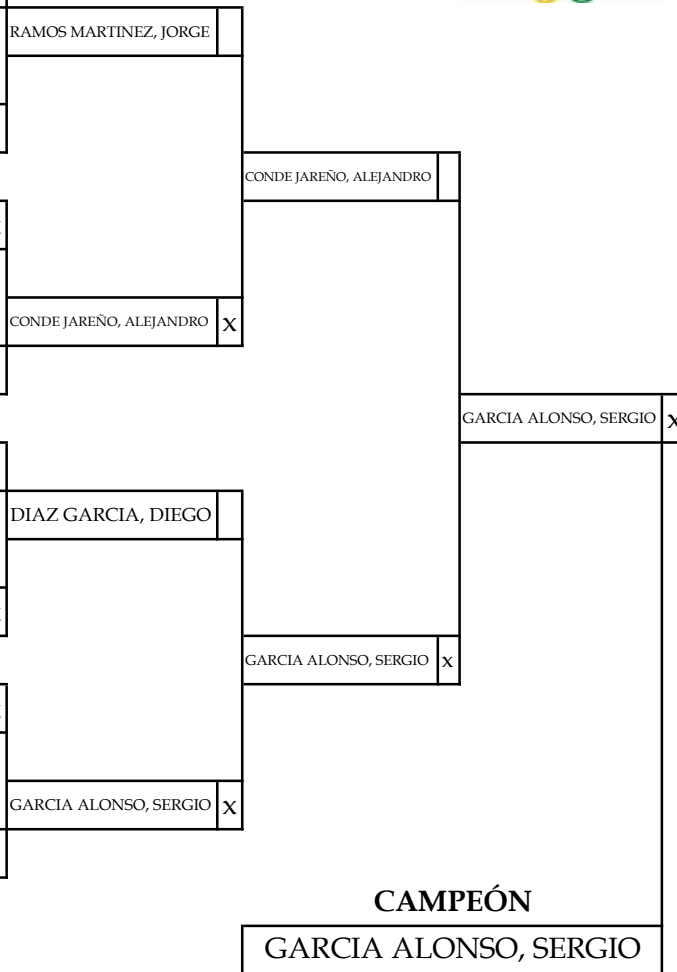 RAMOS MARTINEZ, JORGE
CONDE JAREÑO, ALEJANDRO
CONDE JAREÑO, ALEJANDRO X
GARCIA ALONSO, SERGIO X
DIAZ GARCIA, DIEGO
GARCIA ALONSO, SERGIO X
GARCIA ALONSO, SERGIO X
CAMPEÓN
GARCIA ALONSO, SERGIO